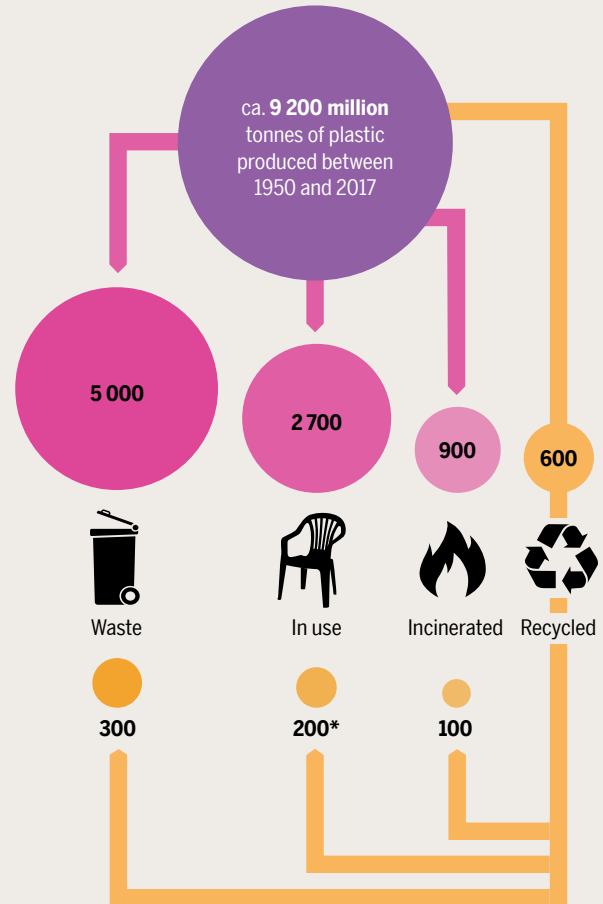 ca. 9 200 million
tonnes of plastic
produced between
1950 and 2017
5 000
2 700
900
600
Waste
In use
Incinerated
Recycled
300
200*
100